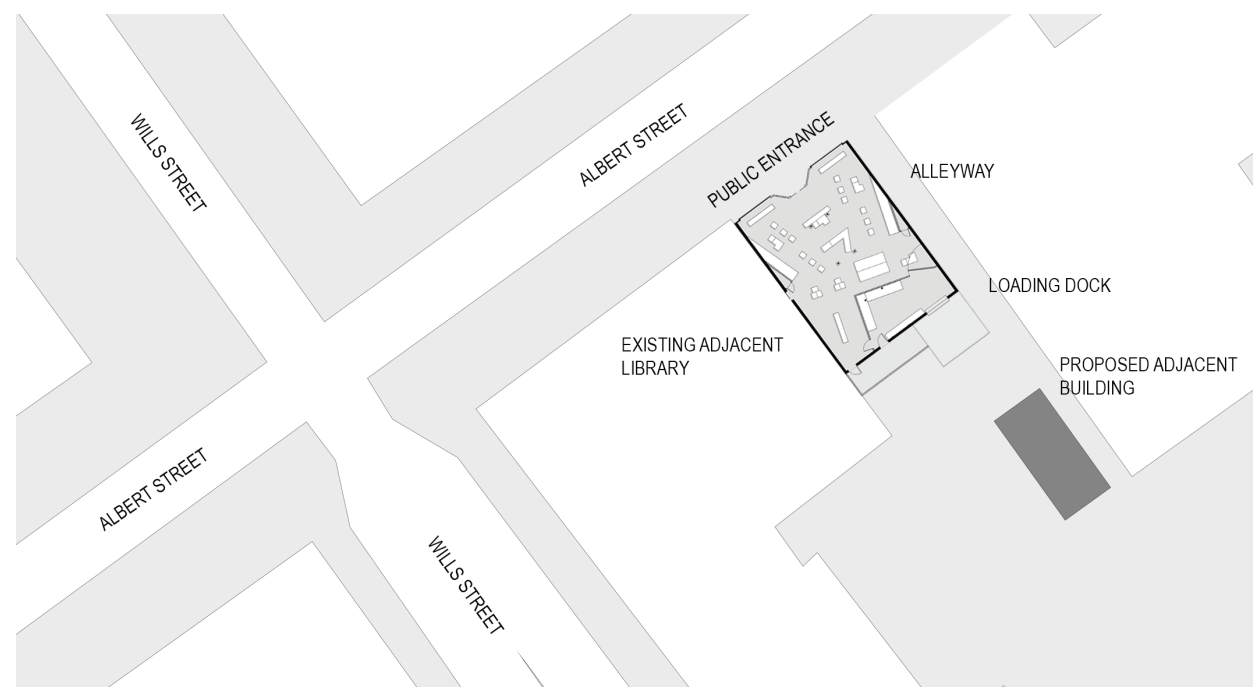 WILLS STREET
ALBERT STREET
PUBLIC ENTRANCE
ALLEYWAY
LOADING DOCK
EXISTING ADJACENT
LIBRARY
PROPOSED ADJACENT
BUILDING
ALBERT STREET
WILLS STREET